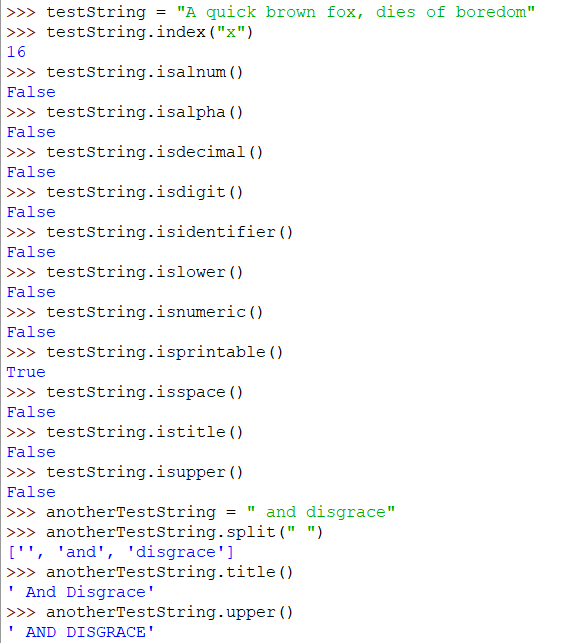 >>> testString = "A quick brown fox, dies of boredom"
>>> testString.index("x")
16
>>> testString.isalnum()
False
>>> testString.isalpha()
False
>>> testString.isdecimal()
False
>>> testString.isdigit()
False
>>> testString.isidentifier()
False
>>> testString.islower()
False
>>> testString.isnumeric()
False
>>> testString.isprintable()
True
>>> testString.isspace()
False
>>> testString.istitle()
False
>>> testString.isupper()
False
>>> anotherTestString = " and disgrace"
>>> anotherTestString.split(" ")
['', 'and', 'disgrace']
>>> anotherTestString.title()
' And Disgrace'
>>> anotherTestString.upper()
' AND DISGRACE'